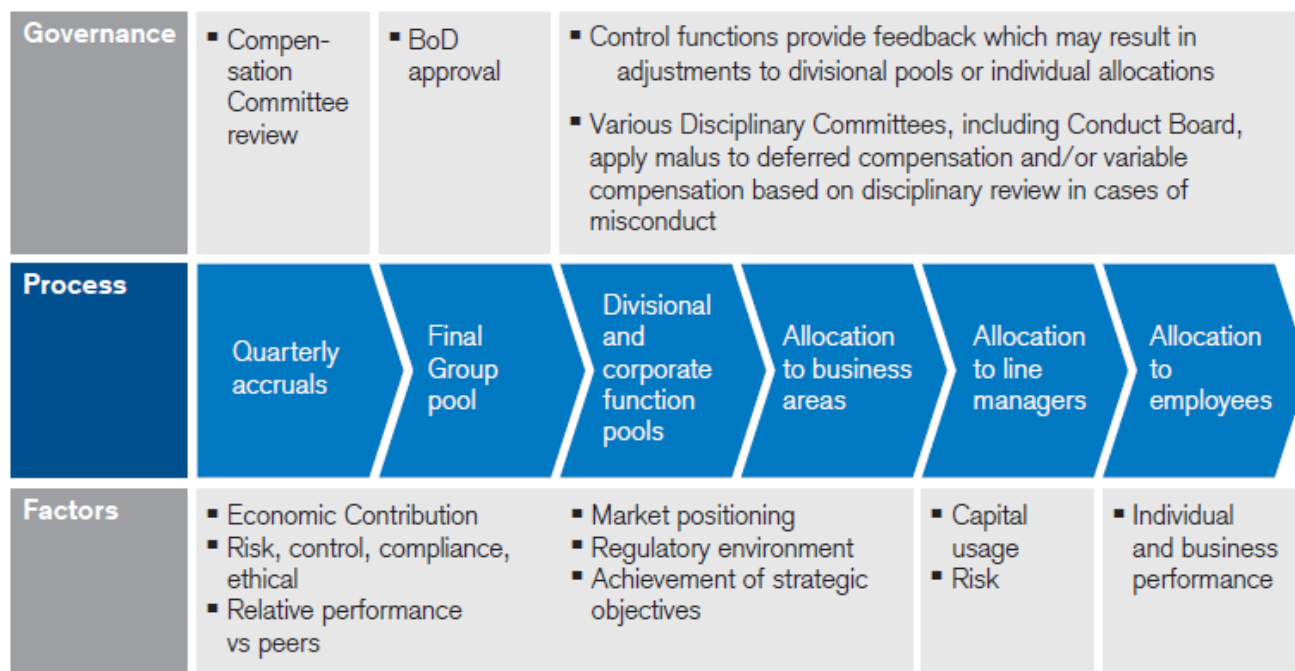 Governance
▪ Compen-
sation
Committee
review
▪ BoD
approval
▪ Control functions provide feedback which may result in
adjustments to divisional pools or individual allocations
▪ Various Disciplinary Committees, including Conduct Board,
apply malus to deferred compensation and/or variable
compensation based on disciplinary review in cases of
misconduct
Process
Quarterly
accruals
Final
Group
pool
Divisional
and
corporate
function
pools
Allocation
to business
areas
Allocation
to line
managers
Allocation
to
employees
Factors
▪ Economic Contribution
▪ Risk, control, compliance,
ethical
▪ Relative performance
vs peers
▪ Market positioning
▪ Regulatory environment
▪ Achievement of strategic
objectives
▪ Capital
usage
▪ Risk
▪ Individual
and business
performance